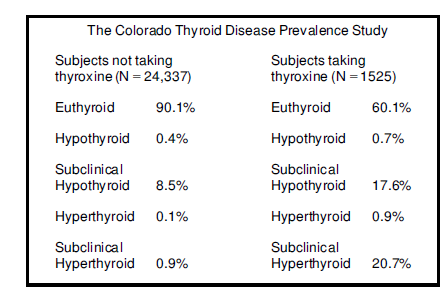 The Colorado Thyroid Disease Prevalence Study
Subjects not taking
thyroxine (N = 24,337)
Euthyroid 90.1%
Hypothyroid 0.4%
Subclinical
Hypothyroid 8.5%
Hyperthyroid 0.1%
Subclinical
Hyperthyroid 0.9%
Subjects taking
thyroxine (N = 1525)
Euthyroid 60.1%
Hypothyroid 0.7%
Subclinical
Hypothyroid 17.6%
Hyperthyroid 0.9%
Subclinical
Hyperthyroid 20.7%